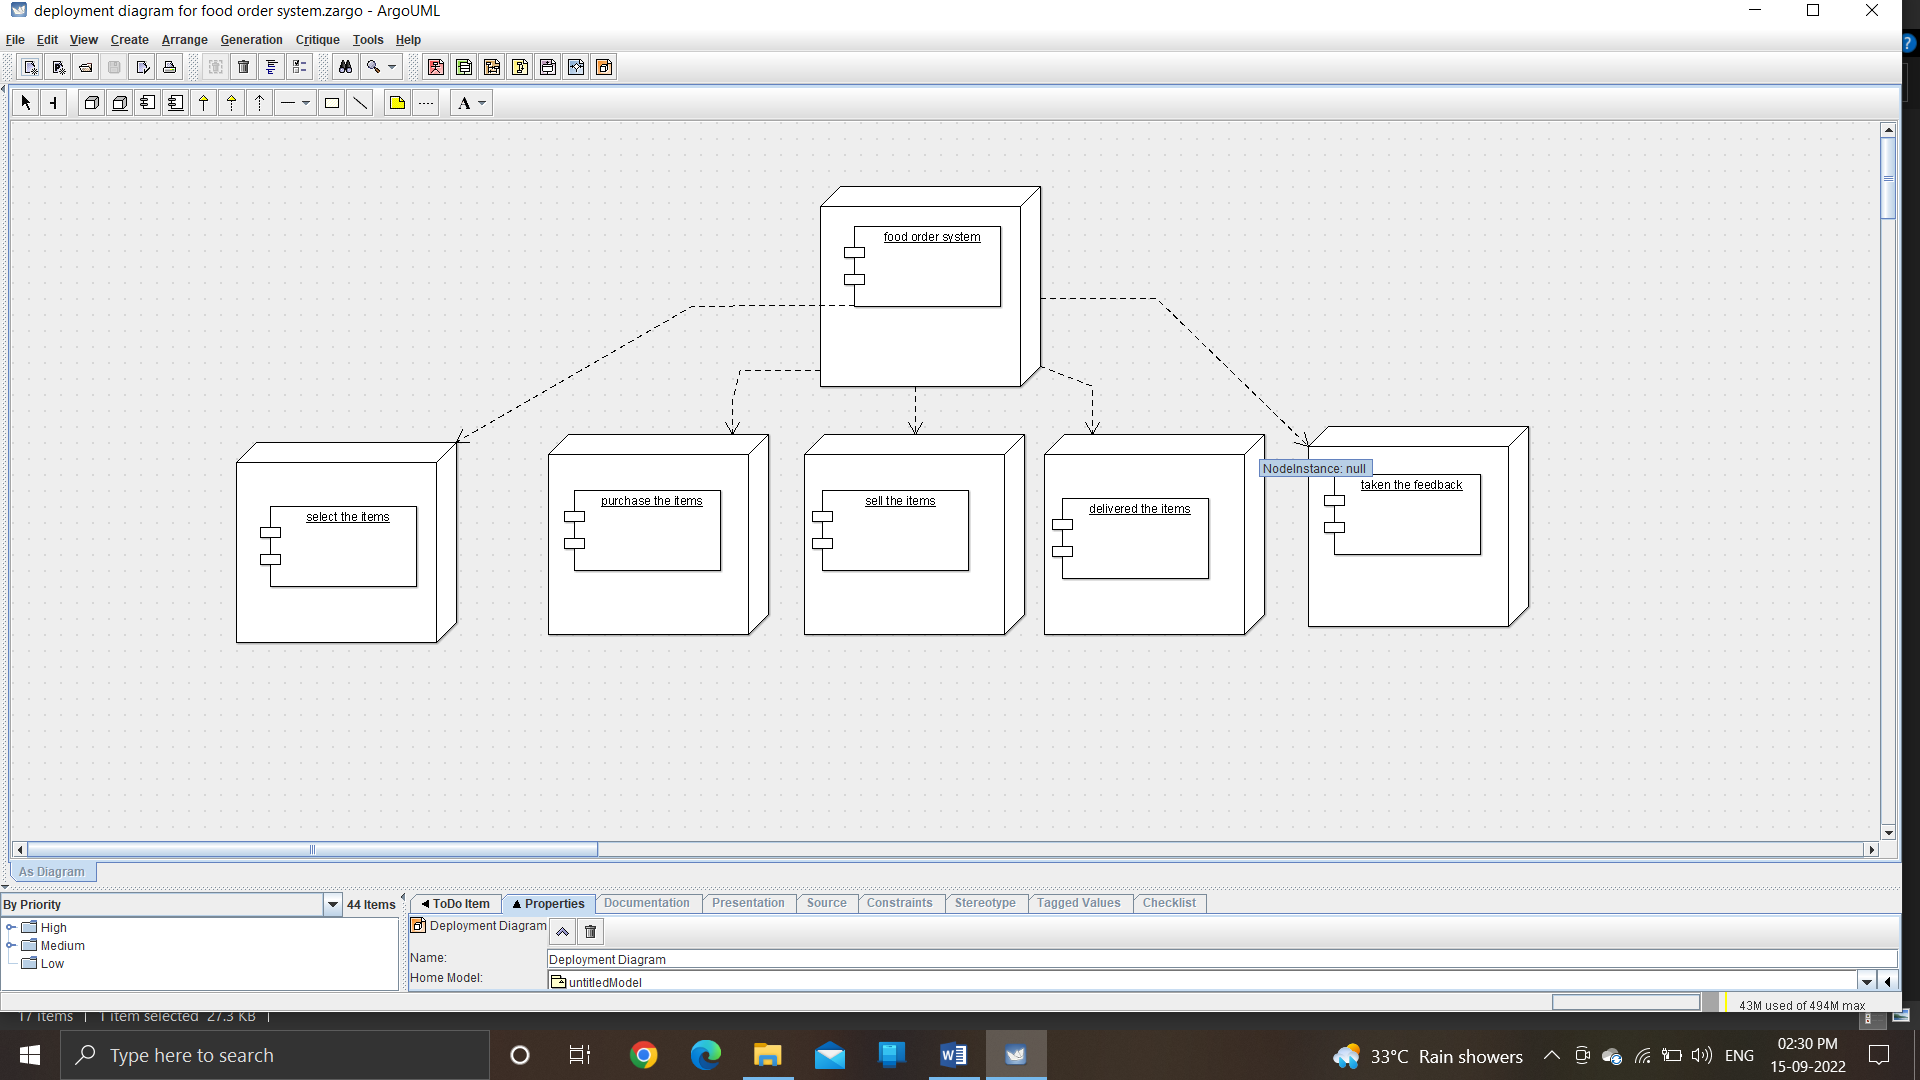 deployment diagram for food order system.zargo - ArgoUML
File Edit View Create Arrange Generation Critique Tools Help
A
food order system
NodeInstance: null
taken the feedback
purchase the items
sell the items
delivered the items
select the items
As Diagram
By Priority
44 Items
ToDo Item
Properties
Documentation
Presentation
Source
Constraints
Stereotype
Tagged Values
Checklist
High
Medium
Low
Deployment Diagram
Name:
Deployment Diagram
Home Model:
untitledModel
43M used of 494M max
17 items | 1 item selected 27.3 KB |
Type here to search
33°C Rain showers
ENG
02:30 PM
15-09-2022